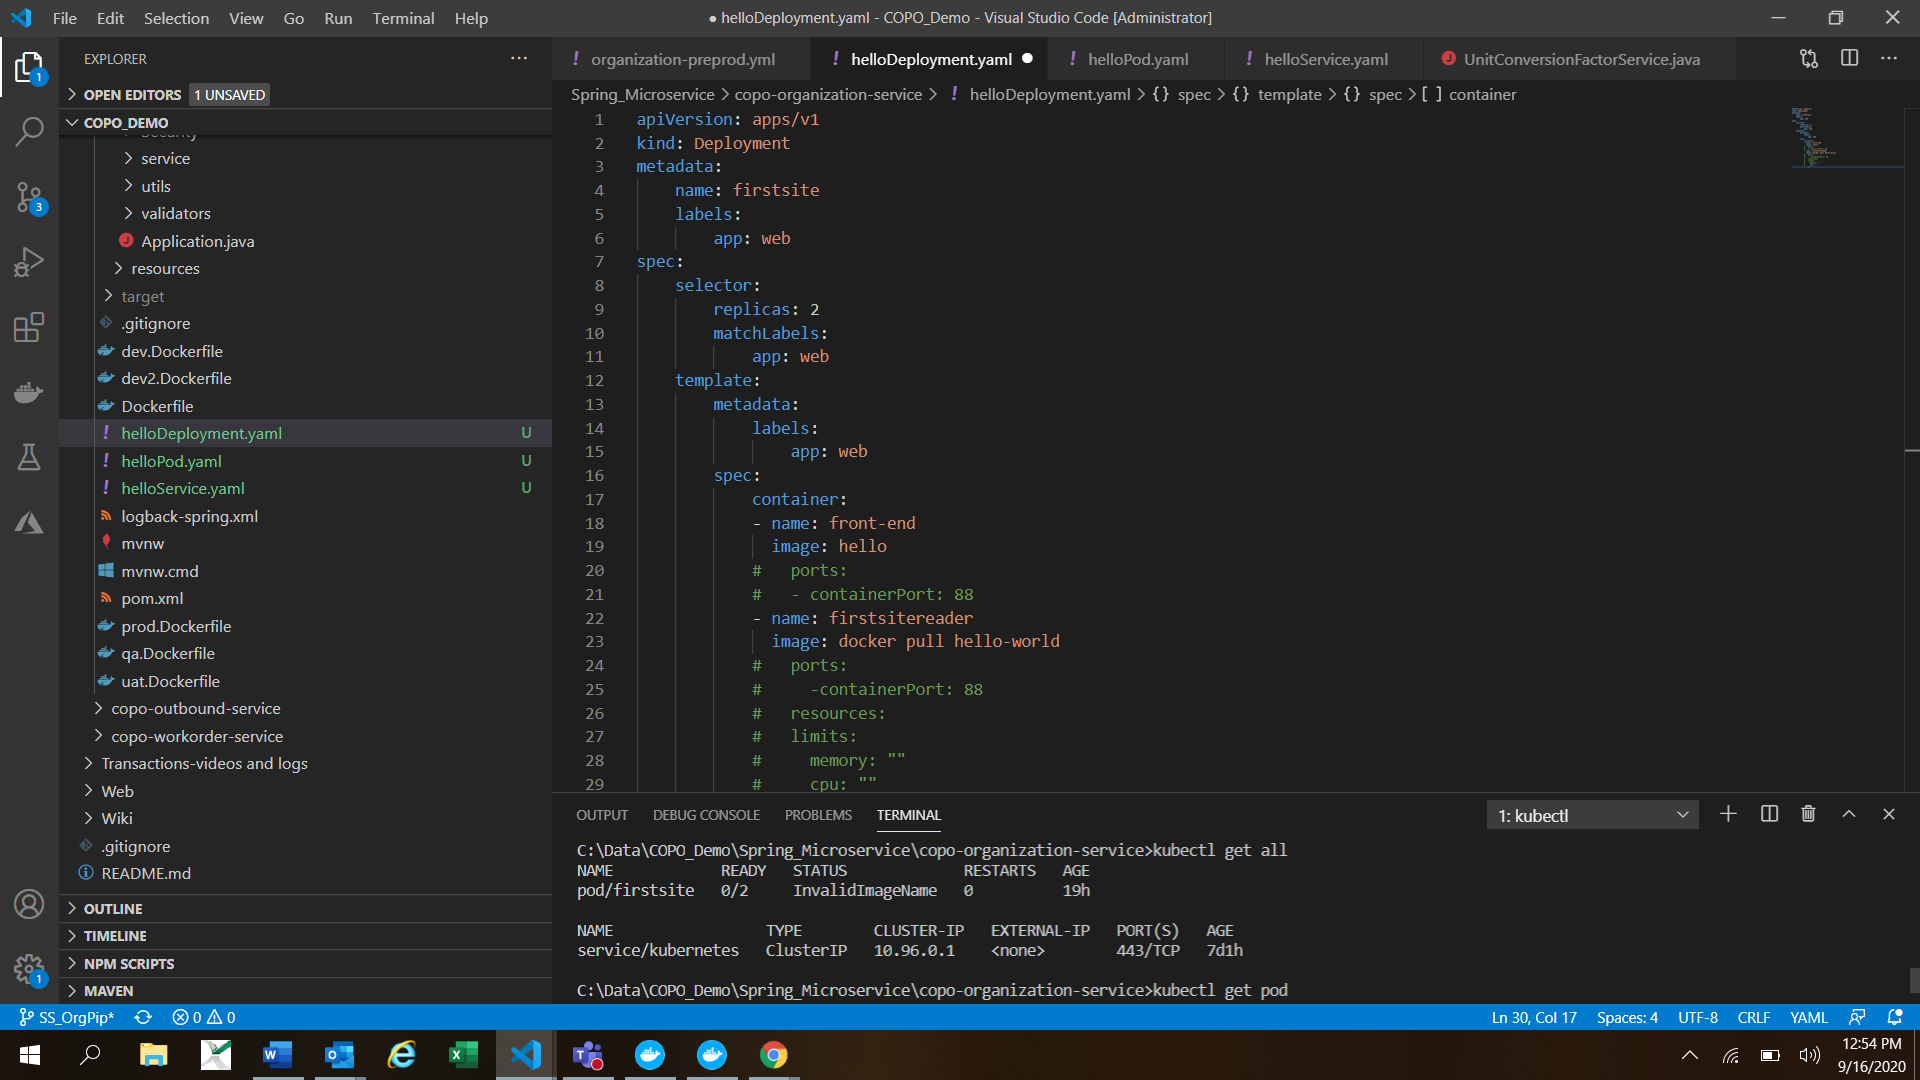 File Edit Selection View Go Run Terminal Help
● helloDeployment.yaml - COPO_Demo - Visual Studio Code [Administrator]
EXPLORER
OPEN EDITORS 1 UNSAVED
COPO_DEMO
security
service
utils
validators
Application.java
resources
target
.gitignore
dev.Dockerfile
dev2.Dockerfile
Dockerfile
helloDeployment.yaml U
helloPod.yaml U
helloService.yaml U
logback-spring.xml
mvnw
mvnw.cmd
pom.xml
prod.Dockerfile
qa.Dockerfile
uat.Dockerfile
copo-outbound-service
copo-workorder-service
Transactions-videos and logs
Web
Wiki
.gitignore
README.md
OUTLINE
TIMELINE
NPM SCRIPTS
MAVEN
1
3
1
! organization-preprod.yml ! helloDeployment.yaml ● ! helloPod.yaml ! helloService.yaml J UnitConversionFactorService.java
Spring_Microservice > copo-organization-service > ! helloDeployment.yaml > {} spec > {} template > {} spec > [ ] container
1 apiVersion: apps/v1
2 kind: Deployment
3 metadata:
4 name: firstsite
5 labels:
6 app: web
7 spec:
8 selector:
9 replicas: 2
10 matchLabels:
11 app: web
12 template:
13 metadata:
14 labels:
15 app: web
16 spec:
17 container:
18 - name: front-end
19 image: hello
20 # ports:
21 # - containerPort: 88
22 - name: firstsitereader
23 image: docker pull hello-world
24 # ports:
25 # -containerPort: 88
26 # resources:
27 # limits:
28 # memory: ""
29 # cpu: ""
OUTPUT DEBUG CONSOLE PROBLEMS TERMINAL 1: kubectl
C:\Data\COPO_Demo\Spring_Microservice\copo-organization-service>kubectl get all
NAME READY STATUS RESTARTS AGE
pod/firstsite 0/2 InvalidImageName 0 19h
NAME TYPE CLUSTER-IP EXTERNAL-IP PORT(S) AGE
service/kubernetes ClusterIP 10.96.0.1 <none> 443/TCP 7d1h
C:\Data\COPO_Demo\Spring_Microservice\copo-organization-service>kubectl get pod
SS_OrgPip* 0 0 Ln 30, Col 17 Spaces: 4 UTF-8 CRLF YAML
12:54 PM
9/16/2020